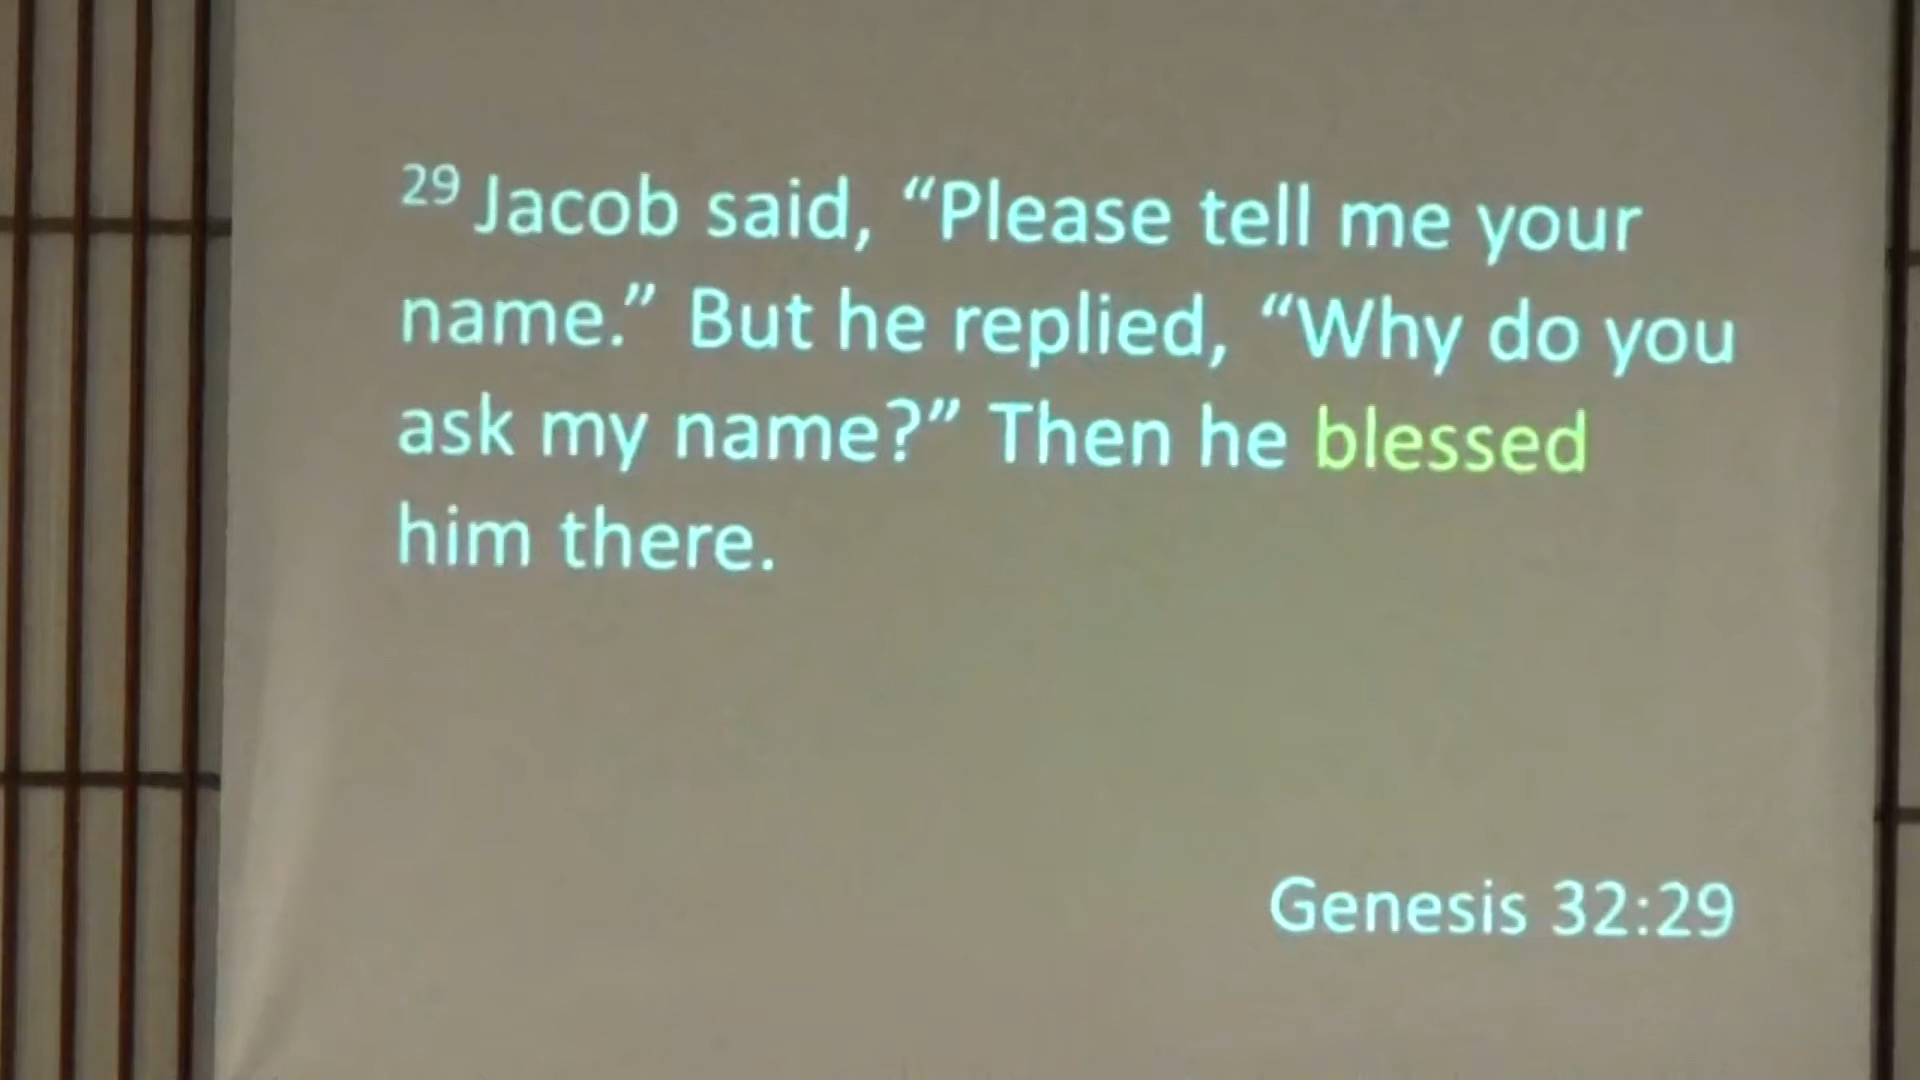 29 Jacob said, “Please tell me your
name.” But he replied, “Why do you
ask my name?” Then he blessed
him there.
Genesis 32:29